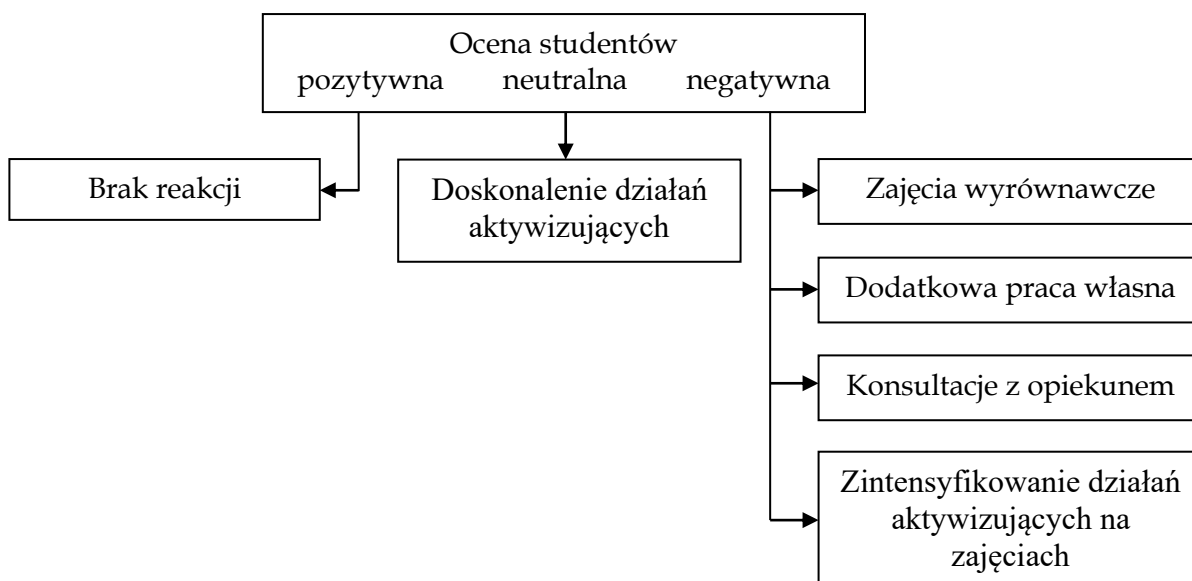 Ocena studentów
pozytywna neutralna negatywna
Brak reakcji
Doskonalenie działań
aktywizujących
Zajęcia wyrównawcze
Dodatkowa praca własna
Konsultacje z opiekunem
Zintensyfikowanie działań
aktywizujących na
zajęciach